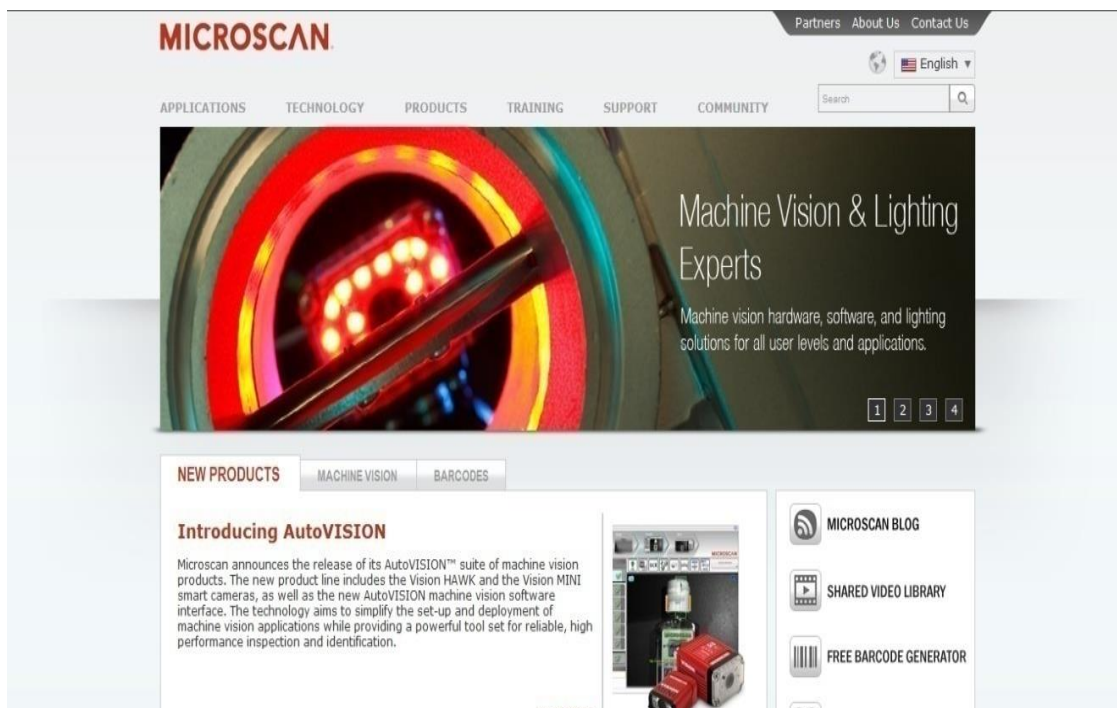 Partners About Us Contact Us
MICROSCAN
English
Search
APPLICATIONS TECHNOLOGY PRODUCTS TRAINING SUPPORT COMMUNITY
Machine Vision & Lighting
Experts
Machine vision hardware, software, and lighting
solutions for all user levels and applications.
1 2 3 4
NEW PRODUCTS MACHINE VISION BARCODES
Introducing AutoVISION
Microscan announces the release of its AutoVISION™ suite of machine vision
products. The new product line includes the Vision HAWK and the Vision MINI
smart cameras, as well as the new AutoVISION machine vision software
interface. The technology aims to simplify the set-up and deployment of
machine vision applications while providing a powerful tool set for reliable, high
performance inspection and identification.
MICROSCAN
MICROSCAN BLOG
SHARED VIDEO LIBRARY
FREE BARCODE GENERATOR